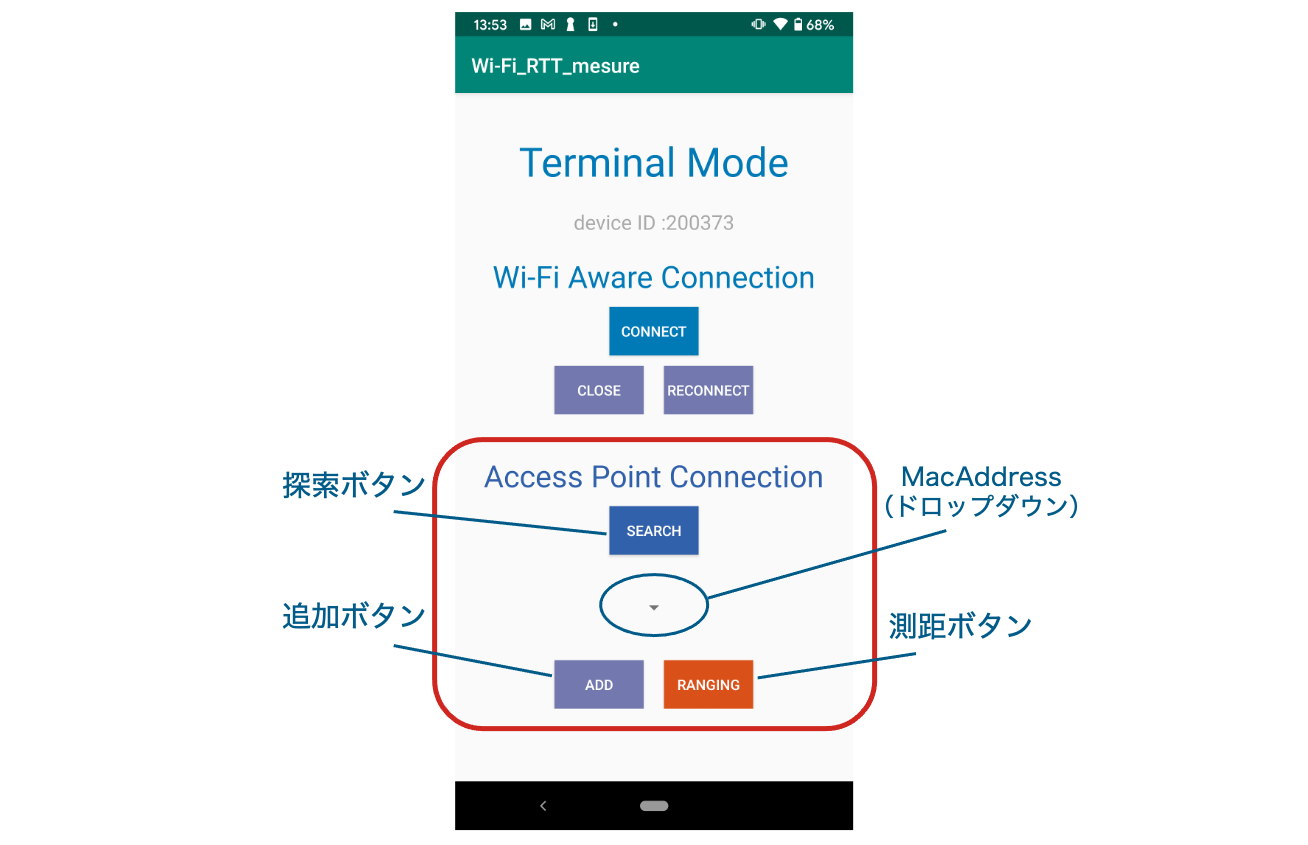 13:53
68%
Wi-Fi_RTT_mesure
Terminal Mode
device ID :200373
Wi-Fi Aware Connection
CONNECT
CLOSE
RECONNECT
Access Point Connection
探索ボタン
MacAddress
（ドロップダウン）
SEARCH
追加ボタン
測距ボタン
ADD
RANGING